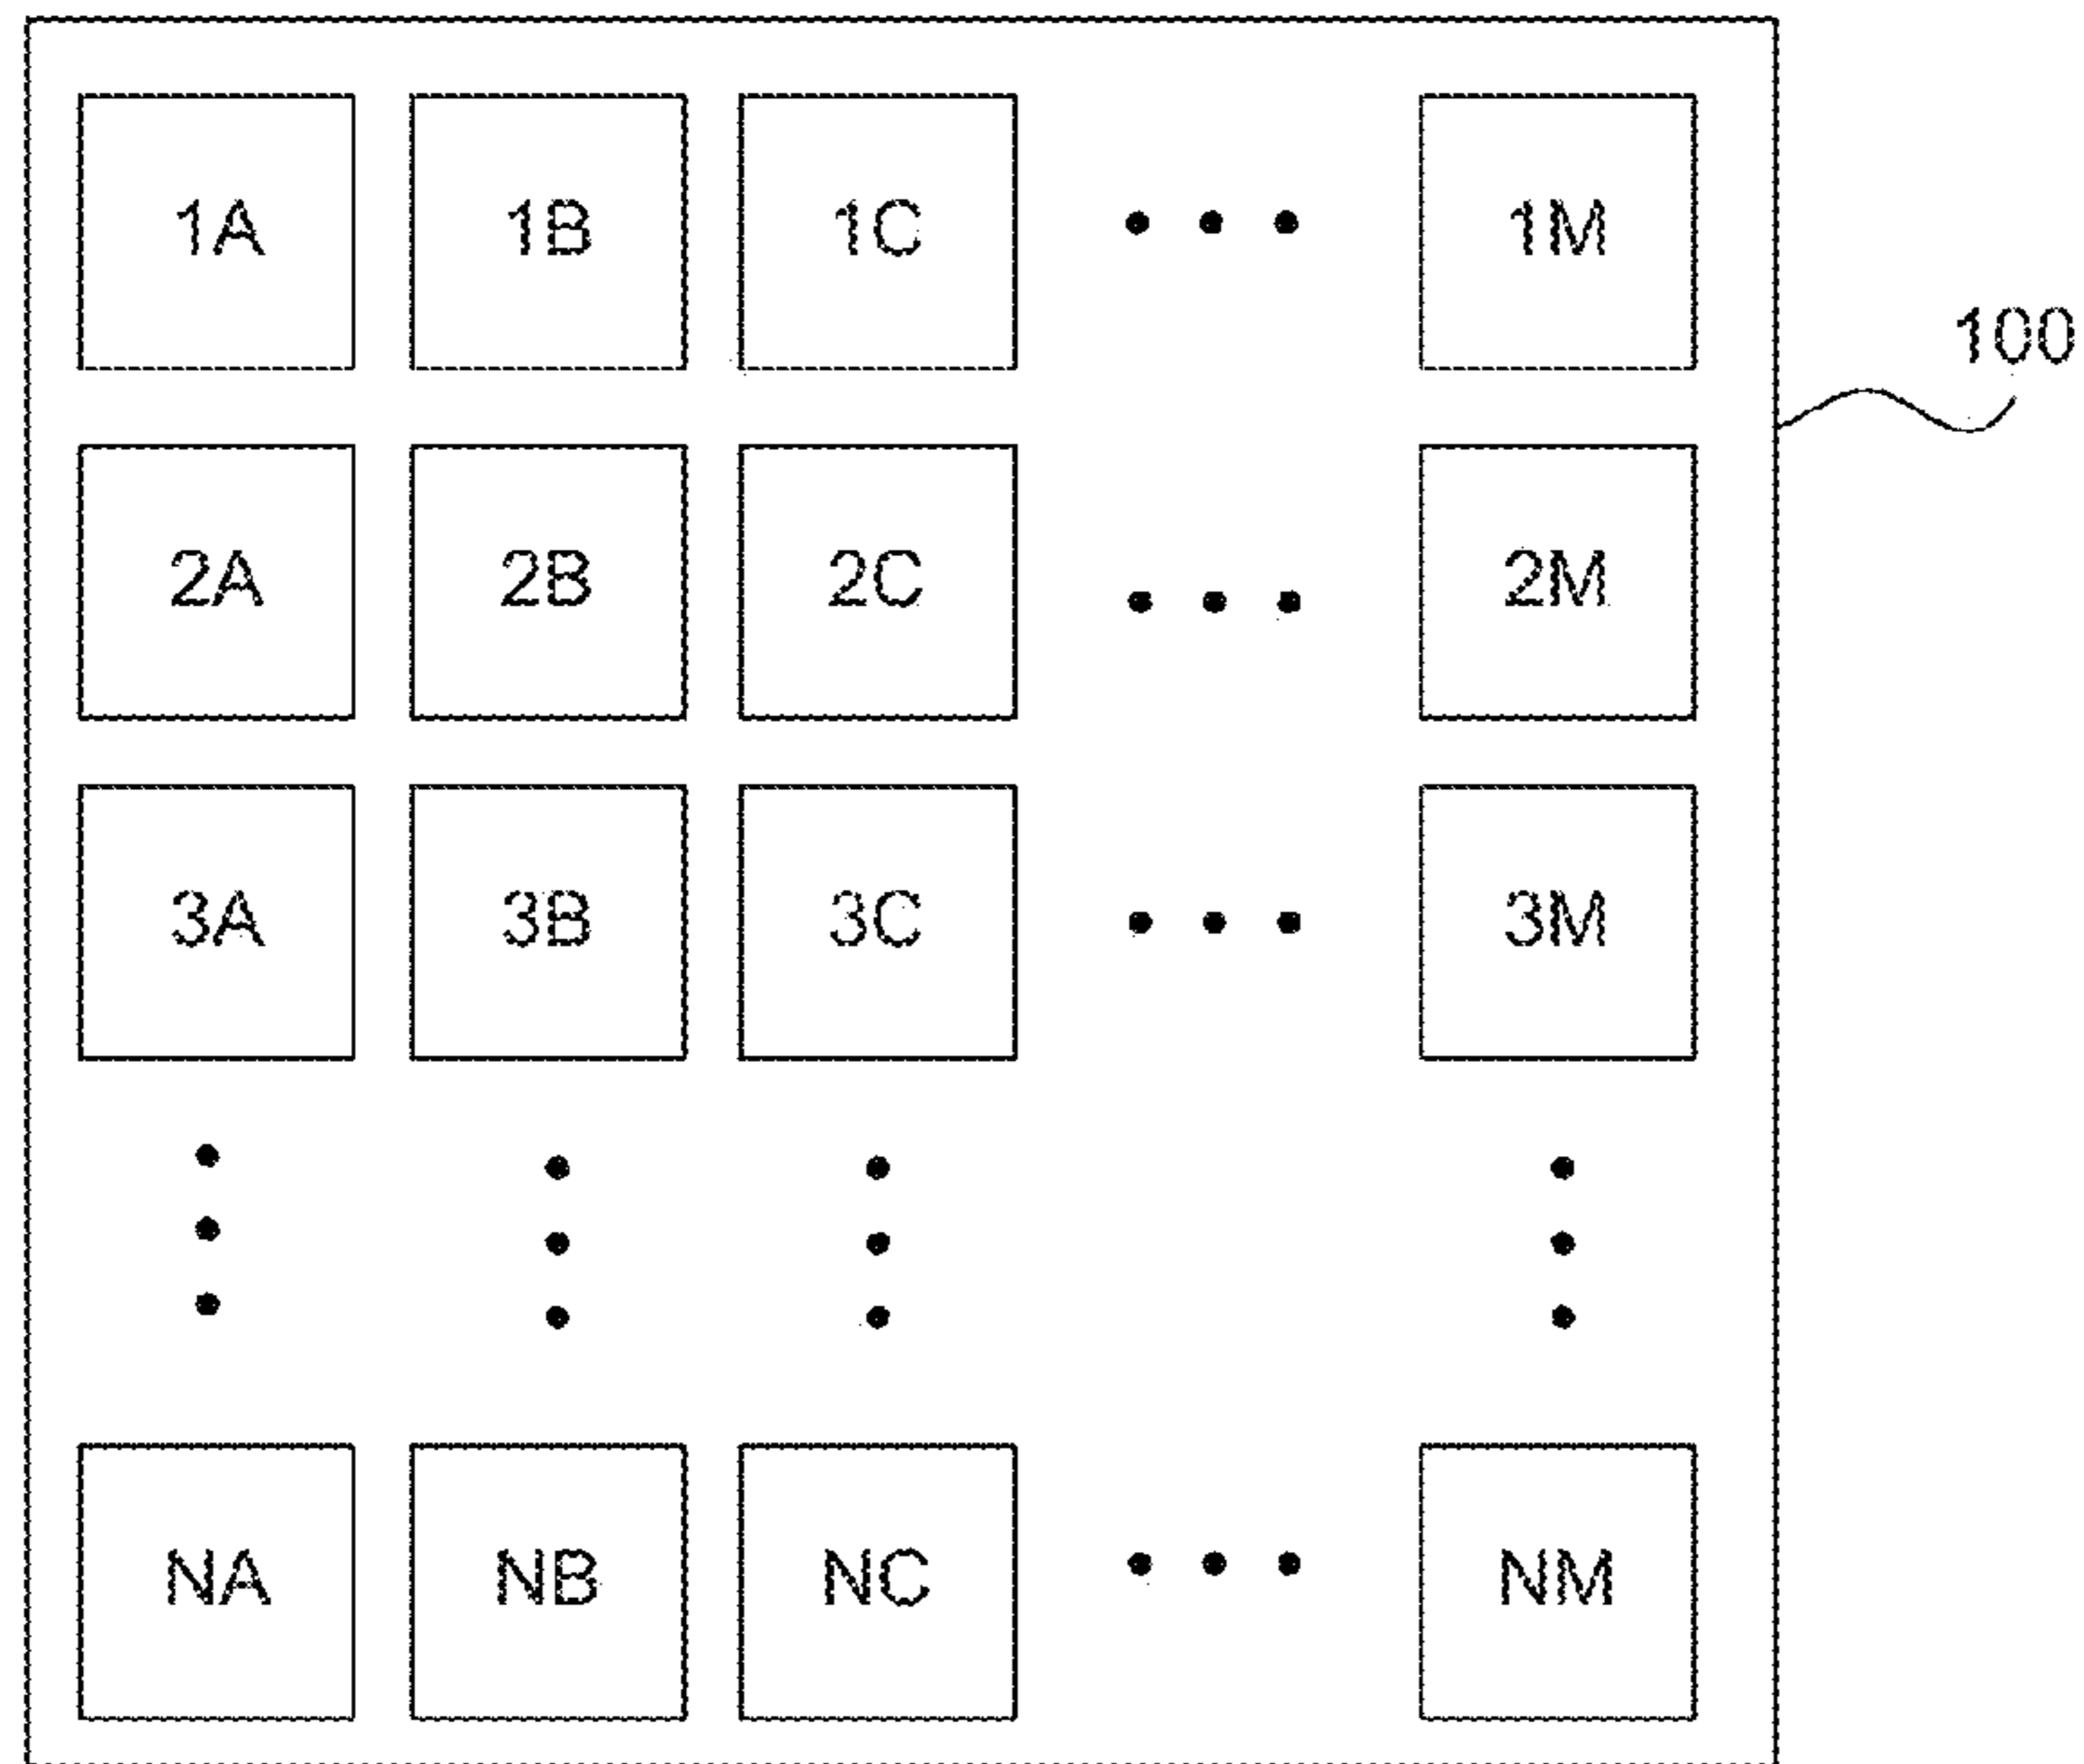 1A 1B 1C • • • 1M
100
2A 2B 2C • • • 2M
3A 3B 3C • • • 3M
NA NB NC • • • NM